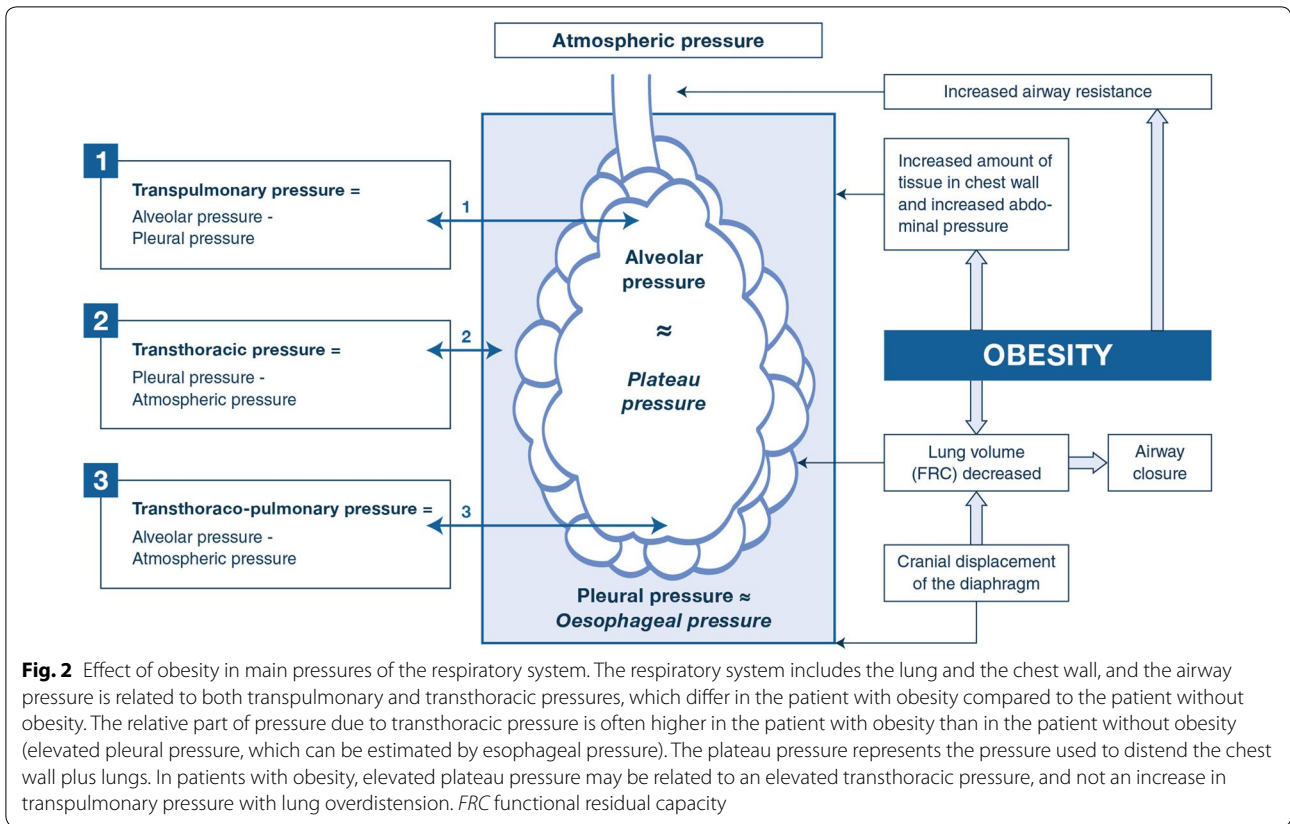 Atmospheric pressure
Increased airway resistance
1
Transpulmonary pressure =
Alveolar pressure -
Pleural pressure
1
Increased amount of
tissue in chest wall
and increased abdo-
minal pressure
Alveolar
pressure
≈
Plateau
pressure
2
Transthoracic pressure =
Pleural pressure -
Atmospheric pressure
2
OBESITY
Lung volume
(FRC) decreased
Airway
closure
3
Transthoraco-pulmonary pressure =
Alveolar pressure -
Atmospheric pressure
3
Cranial displacement
of the diaphragm
Pleural pressure ≈
Oesophageal pressure
Fig. 2 Effect of obesity in main pressures of the respiratory system. The respiratory system includes the lung and the chest wall, and the airway
pressure is related to both transpulmonary and transthoracic pressures, which differ in the patient with obesity compared to the patient without
obesity. The relative part of pressure due to transthoracic pressure is often higher in the patient with obesity than in the patient without obesity
(elevated pleural pressure, which can be estimated by esophageal pressure). The plateau pressure represents the pressure used to distend the chest
wall plus lungs. In patients with obesity, elevated plateau pressure may be related to an elevated transthoracic pressure, and not an increase in
transpulmonary pressure with lung overdistension. FRC functional residual capacity